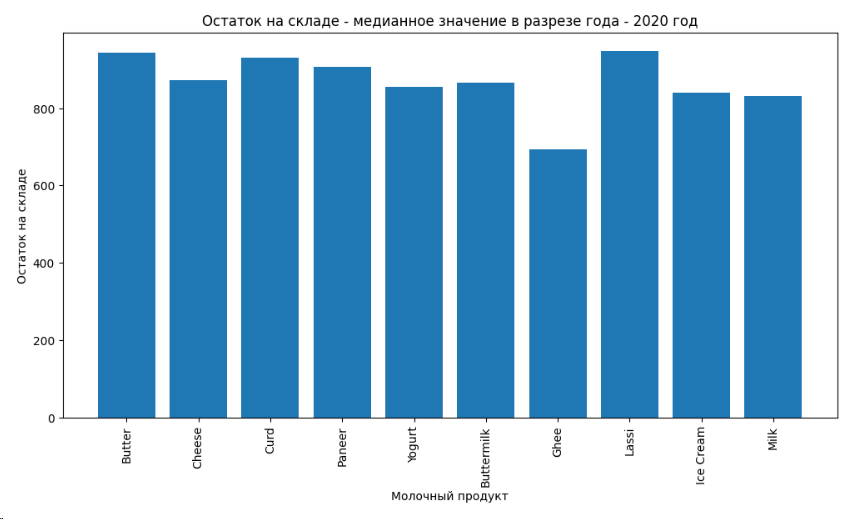 Остаток на складе - медианное значение в разрезе года - 2020 год
Остаток на складе
800
600
400
200
0
Butter
Cheese
Curd
Paneer
Yogurt
Buttermilk
Ghee
Lassi
Ice Cream
Milk
Молочный продукт